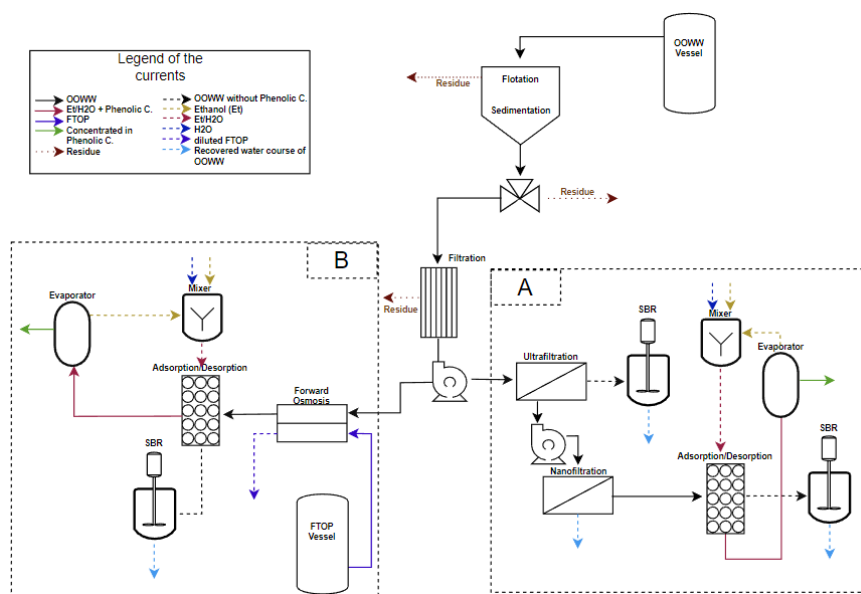 Legend of the
currents
OOWW
Et/H2O + Phenolic C.
FTOP
Concentrated in
Phenolic C.
Residue
OOWW without Phenolic C.
Ethanol (Et)
Et/H2O
H2O
diluted FTOP
Recovered water course of
OOWW
OOWW
Vessel
Flotation
Sedimentation
Residue
Residue
Filtration
Residue
B
Evaporator
Mixer
Adsorption/Desorption
Forward
Osmosis
SBR
FTOP
Vessel
A
Ultrafiltration
SBR
Mixer
Evaporator
Nanofiltration
Adsorption/Desorption
SBR